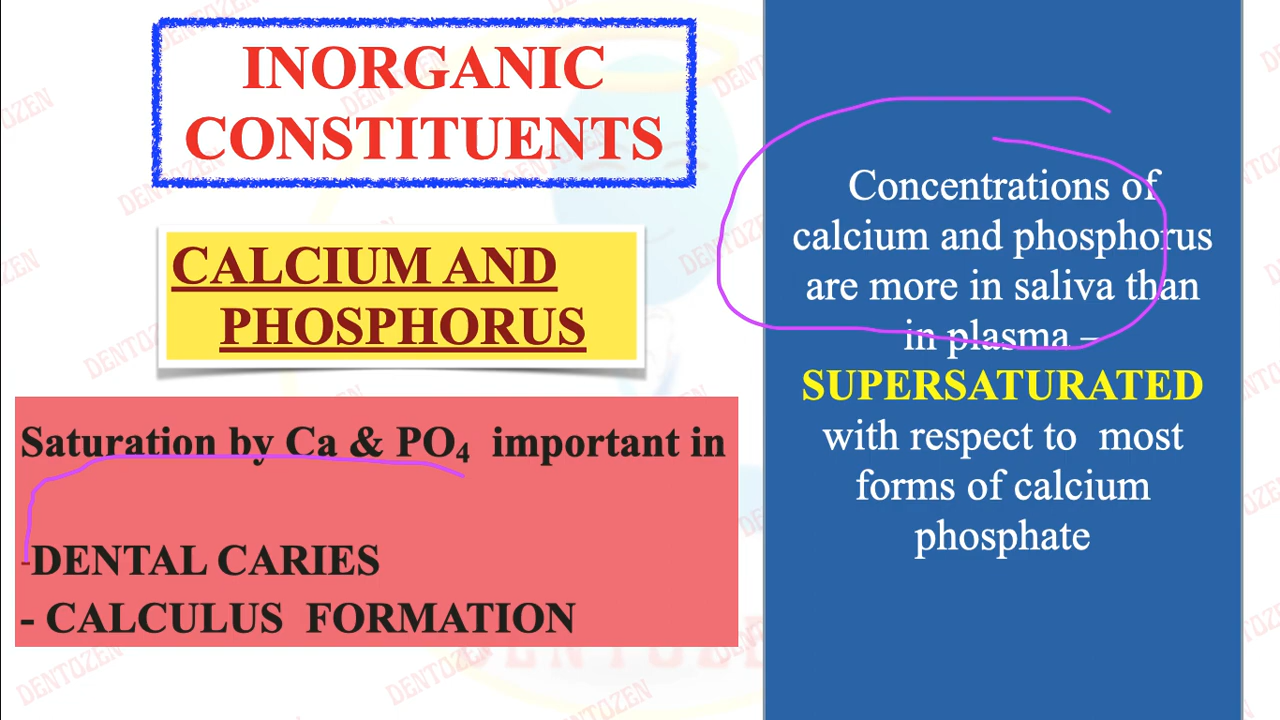 INORGANIC
CONSTITUENTS
CALCIUM AND
PHOSPHORUS
Saturation by Ca & PO₄ important in
-DENTAL CARIES
- CALCULUS FORMATION
Concentrations of
calcium and phosphorus
are more in saliva than
in plasma –
SUPERSATURATED
with respect to most
forms of calcium
phosphate
DENTOZEN